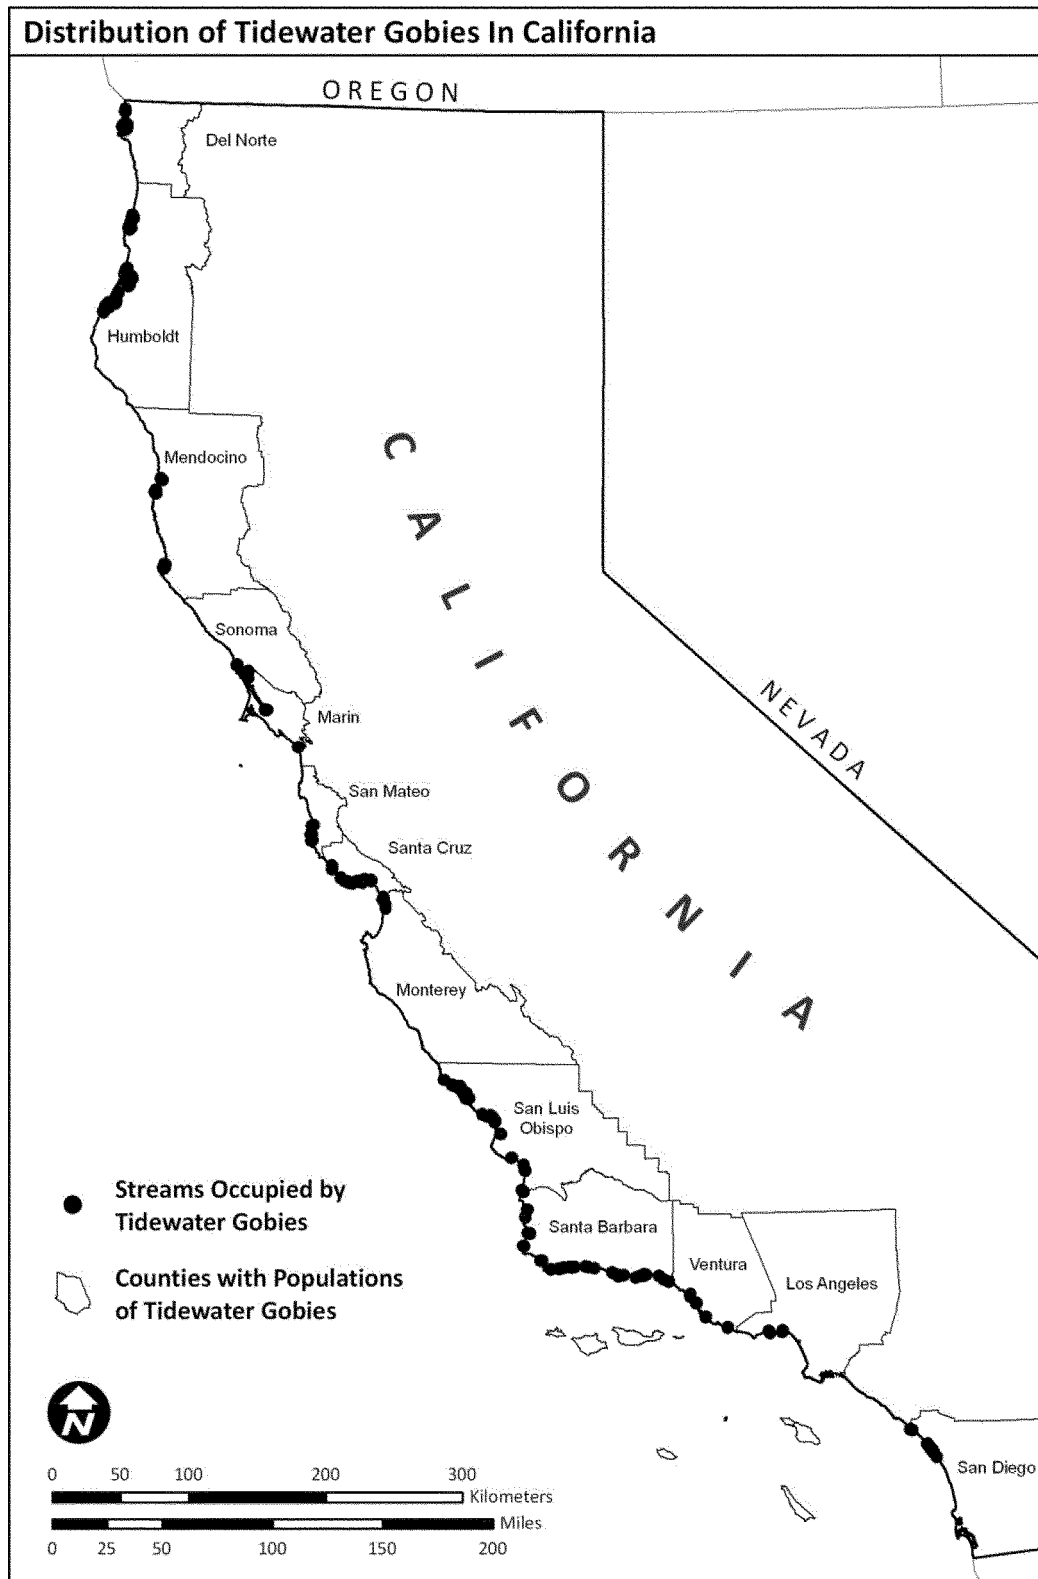 Distribution of Tidewater Gobies In California
OREGON
Del Norte
Humboldt
Mendocino
CALIFORNIA
Sonoma
NEVADA
Marin
San Mateo
Santa Cruz
Monterey
San Luis
Obispo
Streams Occupied by
Tidewater Gobies
Santa Barbara
Ventura
Los Angeles
Counties with Populations
of Tidewater Gobies
N
San Diego
0 50 100 200 300
Kilometers
Miles
0 25 50 100 150 200